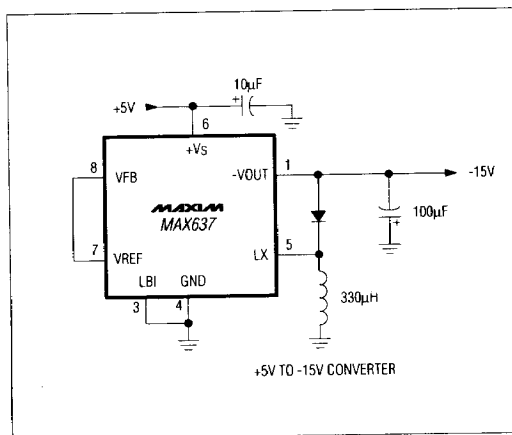 10µF
+
+5V
6
+VS
8
VFB
-VOUT
1
-15V
MAXIM
MAX637
+
100µF
7
VREF
LX
5
LBI
GND
3
4
330µH
+5V TO -15V CONVERTER